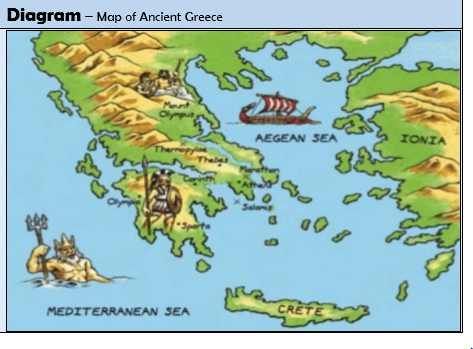 Diagram – Map of Ancient Greece
Mount
Olympus
AEGEAN SEA
IONIA
Thermopylae
Thebes
Marathon
Corinth
Athens
Olympia
Salamis
Sparta
MEDITERRANEAN SEA
CRETE